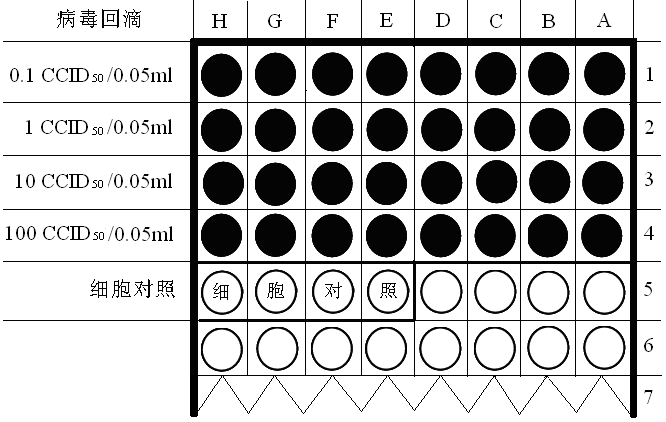 病毒回滴 H G F E D C B A
0.1 CCID50/0.05ml 1
1 CCID50/0.05ml 2
10 CCID50/0.05ml 3
100 CCID50/0.05ml 4
细胞对照 细 胞 对 照 5
6
7